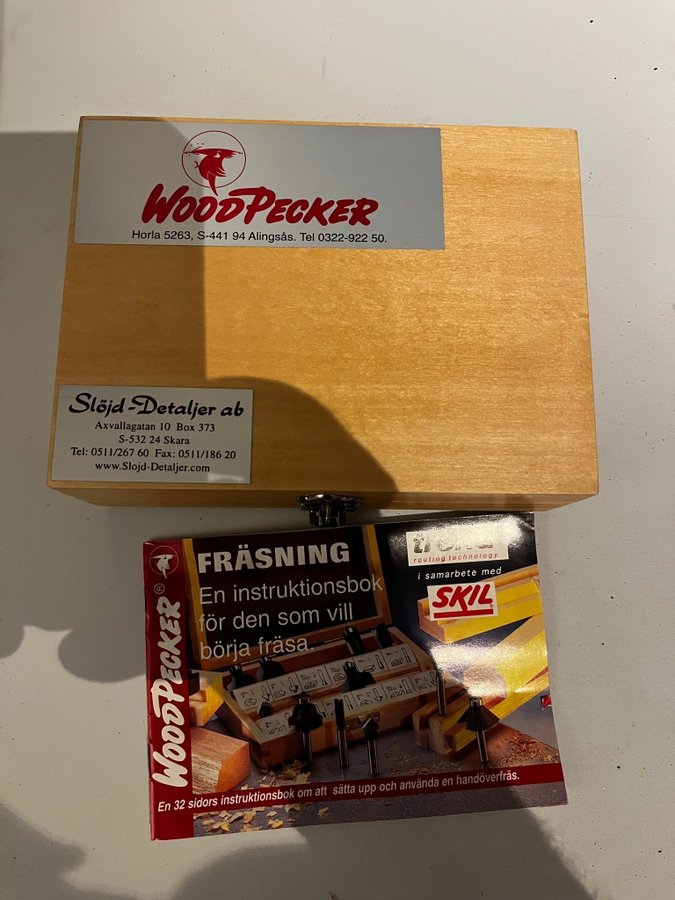 WOODPECKER
Horla 5263, S-441 94 Alingsås. Tel 0322-922 50.
Slöjd-Detaljer ab
Axvallagatan 10 Box 373
S-532 24 Skara
Tel: 0511/267 60 Fax: 0511/186 20
www.Slojd-Detaljer.com
WOODPECKER®
FRÄSNING
En instruktionsbok
för den som vill
börja fräsa.
routing technology
i samarbete med
SKIL
En 32 sidors instruktionsbok om att sätta upp och använda en handöverfräs.